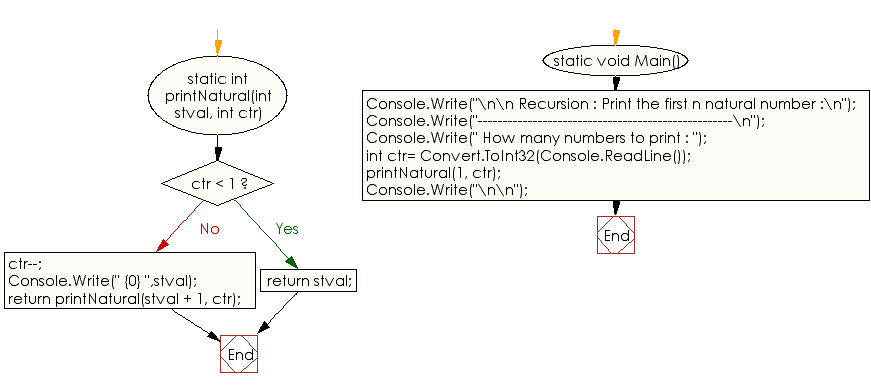 static int
printNatural(int
stval, int ctr)
ctr < 1 ?
No
Yes
ctr--;
Console.Write(" {0} ",stval);
return printNatural(stval + 1, ctr);
return stval;
End
static void Main()
Console.Write("\n\n Recursion : Print the first n natural number :\n");
Console.Write("---------------------------------------------------\n");
Console.Write(" How many numbers to print : ");
int ctr= Convert.ToInt32(Console.ReadLine());
printNatural(1, ctr);
Console.Write("\n\n");
End